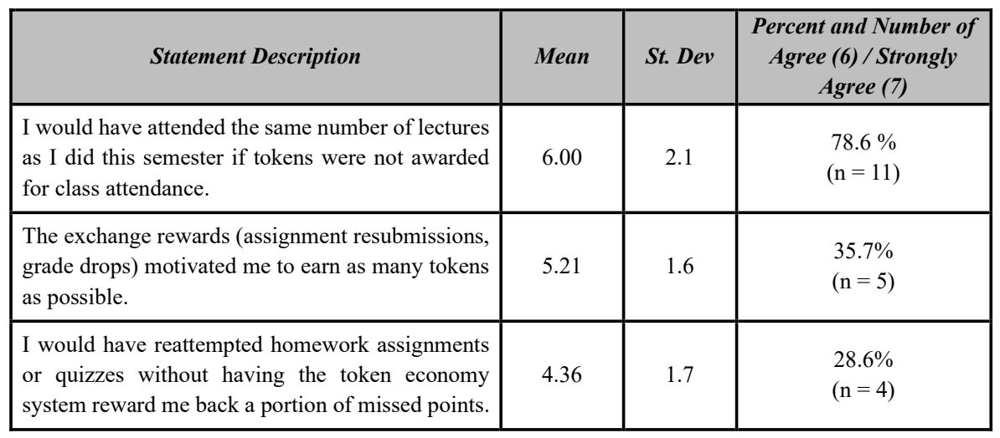 Statement Description
Mean
St. Dev
Percent and Number of
Agree (6) / Strongly
Agree (7)
I would have attended the same number of lectures
as I did this semester if tokens were not awarded
for class attendance.
6.00
2.1
78.6 %
(n = 11)
The exchange rewards (assignment resubmissions,
grade drops) motivated me to earn as many tokens
as possible.
5.21
1.6
35.7%
(n = 5)
I would have reattempted homework assignments
or quizzes without having the token economy
system reward me back a portion of missed points.
4.36
1.7
28.6%
(n = 4)